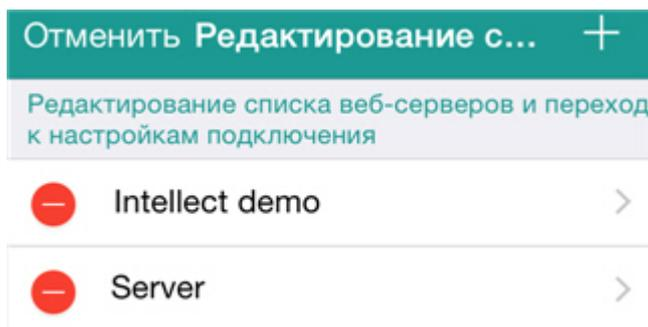 Отменить Редактирование с...
Редактирование списка веб-серверов и переход
к настройкам подключения
Intellect demo
Server